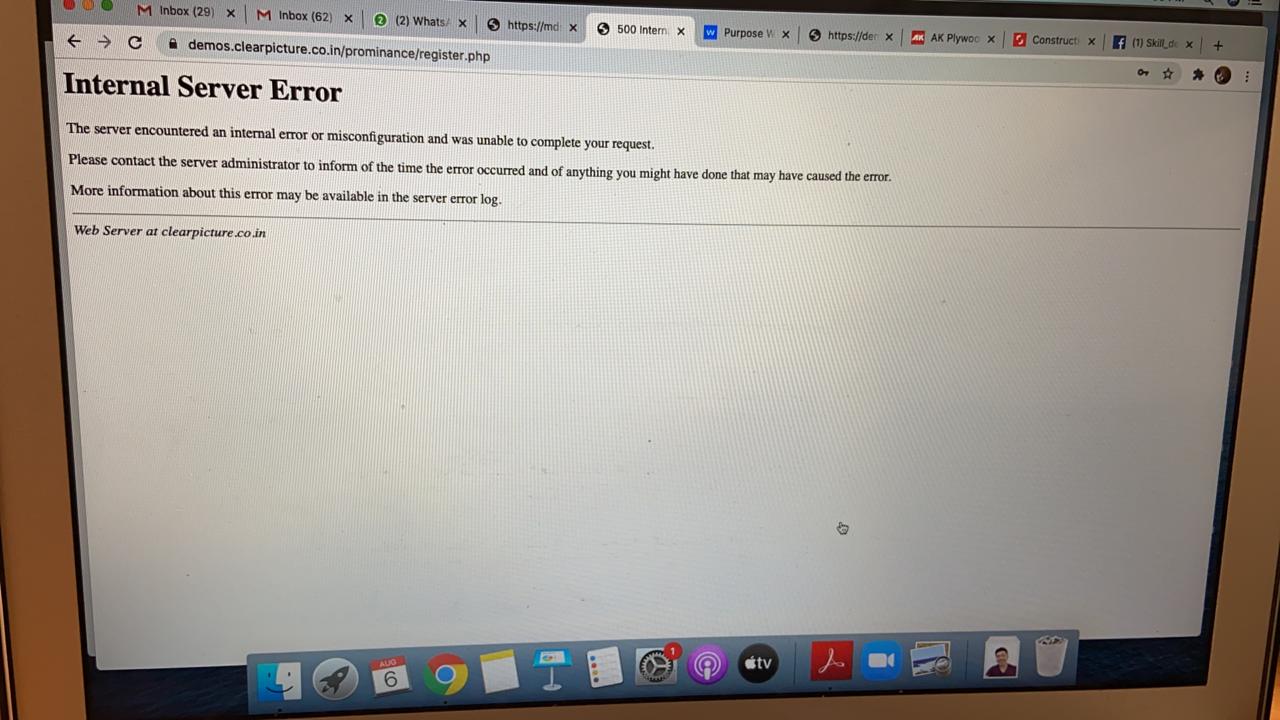 Inbox (29)
Inbox (62)
2
(2) Whats
https://md
500 Intern
W
Purpose W
https://der
AK
AK Plywoo
Constructi
(1) Skill_de
demos.clearpicture.co.in/prominance/register.php
Internal Server Error
The server encountered an internal error or misconfiguration and was unable to complete your request.
Please contact the server administrator to inform of the time the error occurred and of anything you might have done that may have caused the error.
More information about this error may be available in the server error log.
Web Server at clearpicture.co.in
AUG
6
1
tv